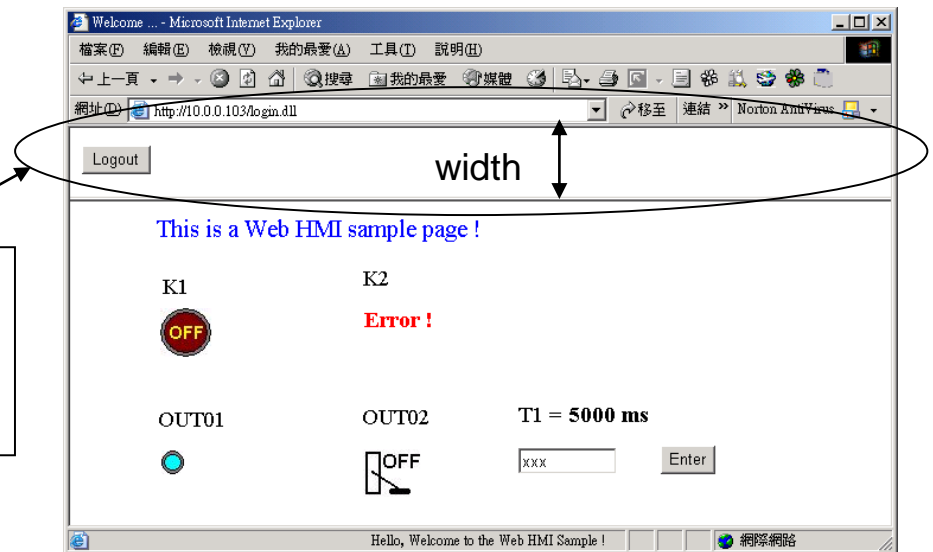 Welcome ... - Microsoft Internet Explorer
檔案(F) 編輯(E) 檢視(V) 我的最愛(A) 工具(T) 說明(H)
上一頁 搜尋 我的最愛 媒體
網址(D) http://10.0.0.103/login.dll 移至 連結 » Norton AntiVirus
Logout
width
This is a Web HMI sample page !
K1 K2
OFF Error !
OUT01 OUT02 T1 = 5000 ms
OFF xxx Enter
Hello, Welcome to the Web HMI Sample ! 網際網路